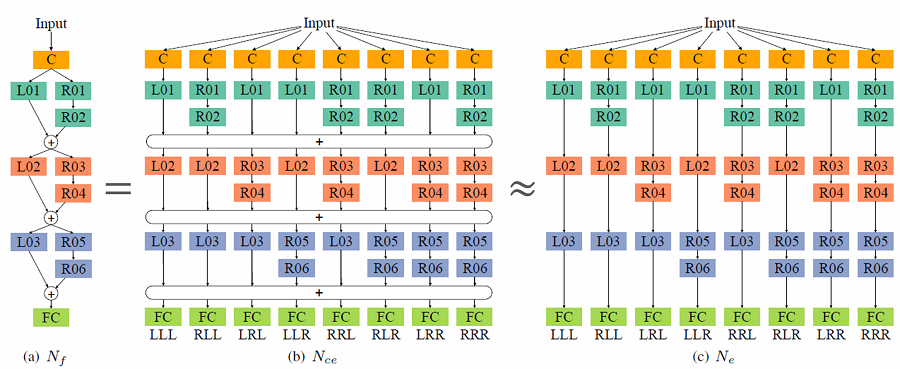 Input
C
L01 R01
R02
+
L02 R03
R04
+
L03 R05
R06
+
FC
(a) Nf
=
Input
C C C C C C C C
L01 R01 L01 L01 R01 R01 L01 R01
R02 R02 R02 R02
+
L02 L02 R03 L02 R03 L02 R03 R03
R04 R04 R04 R04
+
L03 L03 L03 R05 L03 R05 R05 R05
R06 R06 R06 R06
+
FC FC FC FC FC FC FC FC
LLL RLL LRL LLR RRL RLR LRR RRR
(b) Nce
≈
Input
C C C C C C C C
L01 R01 L01 L01 R01 R01 L01 R01
R02 R02 R02 R02
L02 L02 R03 L02 R03 L02 R03 R03
R04 R04 R04 R04
L03 L03 L03 R05 L03 R05 R05 R05
R06 R06 R06 R06
FC FC FC FC FC FC FC FC
LLL RLL LRL LLR RRL RLR LRR RRR
(c) Ne